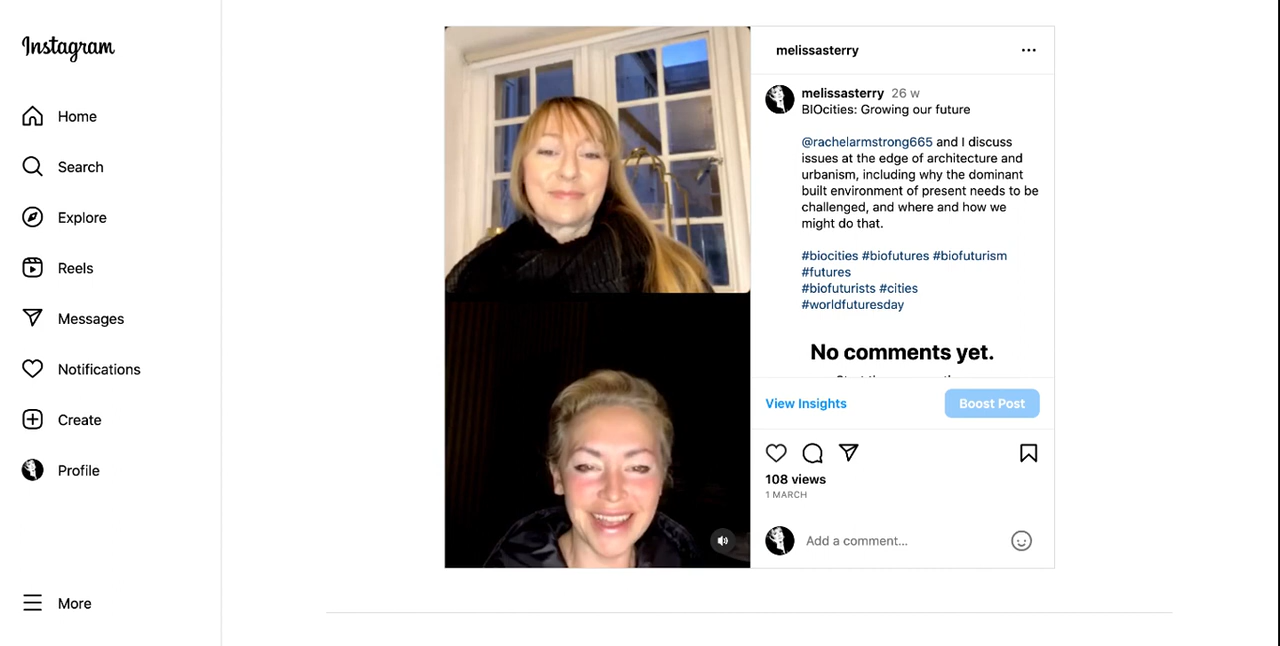 Instagram
Home
Search
Explore
Reels
Messages
Notifications
Create
Profile
More
melissasterry
melissasterry 26 w
BIOcities: Growing our future
@rachelarmstrong665 and I discuss
issues at the edge of architecture and
urbanism, including why the dominant
built environment of present needs to be
challenged, and where and how we
might do that.
#biocities #biofutures #biofuturism
#futures
#biofuturists #cities
#worldfuturesday
No comments yet.
View Insights
Boost Post
108 views
1 MARCH
Add a comment...